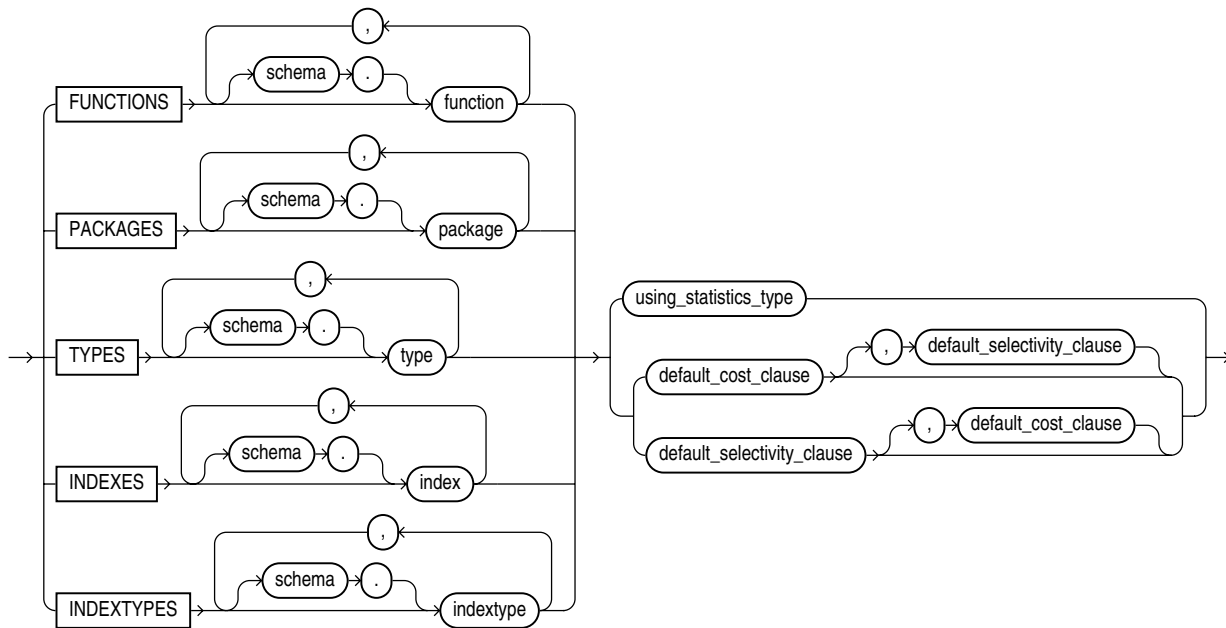 ,
schema .
FUNCTIONS function
,
schema .
PACKAGES package
,
schema .
TYPES type
,
schema .
INDEXES index
,
schema .
INDEXTYPES indextype
using_statistics_type
, default_selectivity_clause
default_cost_clause
, default_cost_clause
default_selectivity_clause